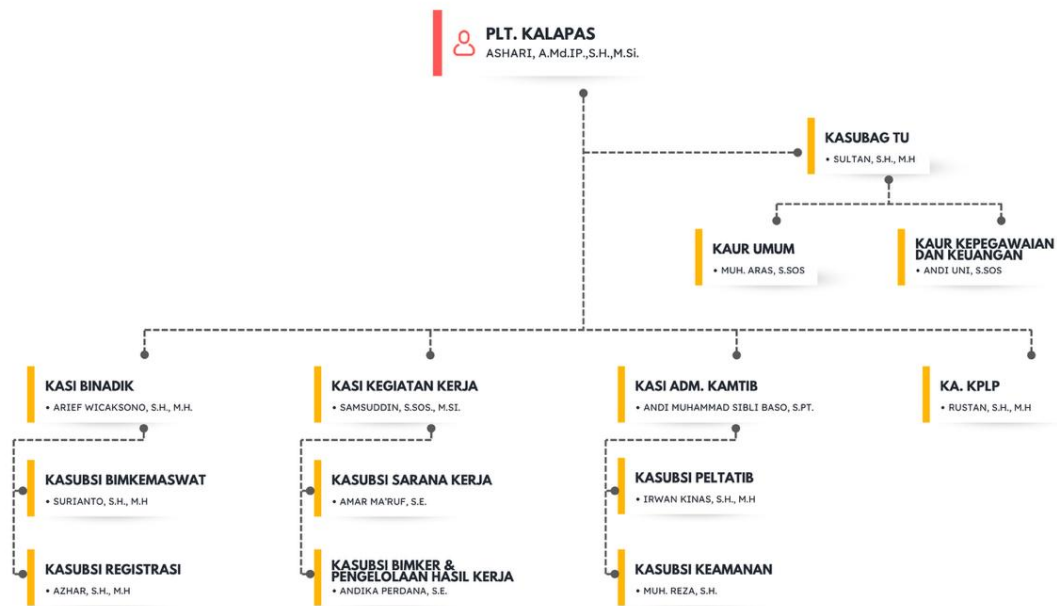 PLT. KALAPAS
ASHARI, A.Md.IP.,S.H.,M.Si.
KASUBAG TU
• SULTAN, S.H., M.H
KAUR UMUM
• MUH. ARAS, S.SOS
KAUR KEPEGAWAIAN
DAN KEUANGAN
• ANDI UNI, S.SOS
KASI BINADIK
• ARIEF WICAKSONO, S.H., M.H.
KASI KEGIATAN KERJA
• SAMSUDDIN, S.SOS., M.SI.
KASI ADM. KAMTIB
• ANDI MUHAMMAD SIBLI BASO, S.PT.
KA. KPLP
• RUSTAN, S.H., M.H
KASUBSI BIMKEMASWAT
• SURIANTO, S.H., M.H
KASUBSI SARANA KERJA
• AMAR MA'RUF, S.E.
KASUBSI PELTATIB
• IRWAN KINAS, S.H., M.H
KASUBSI REGISTRASI
• AZHAR, S.H., M.H
KASUBSI BIMKER &
PENGELOLAAN HASIL KERJA
• ANDIKA PERDANA, S.E.
KASUBSI KEAMANAN
• MUH. REZA, S.H.